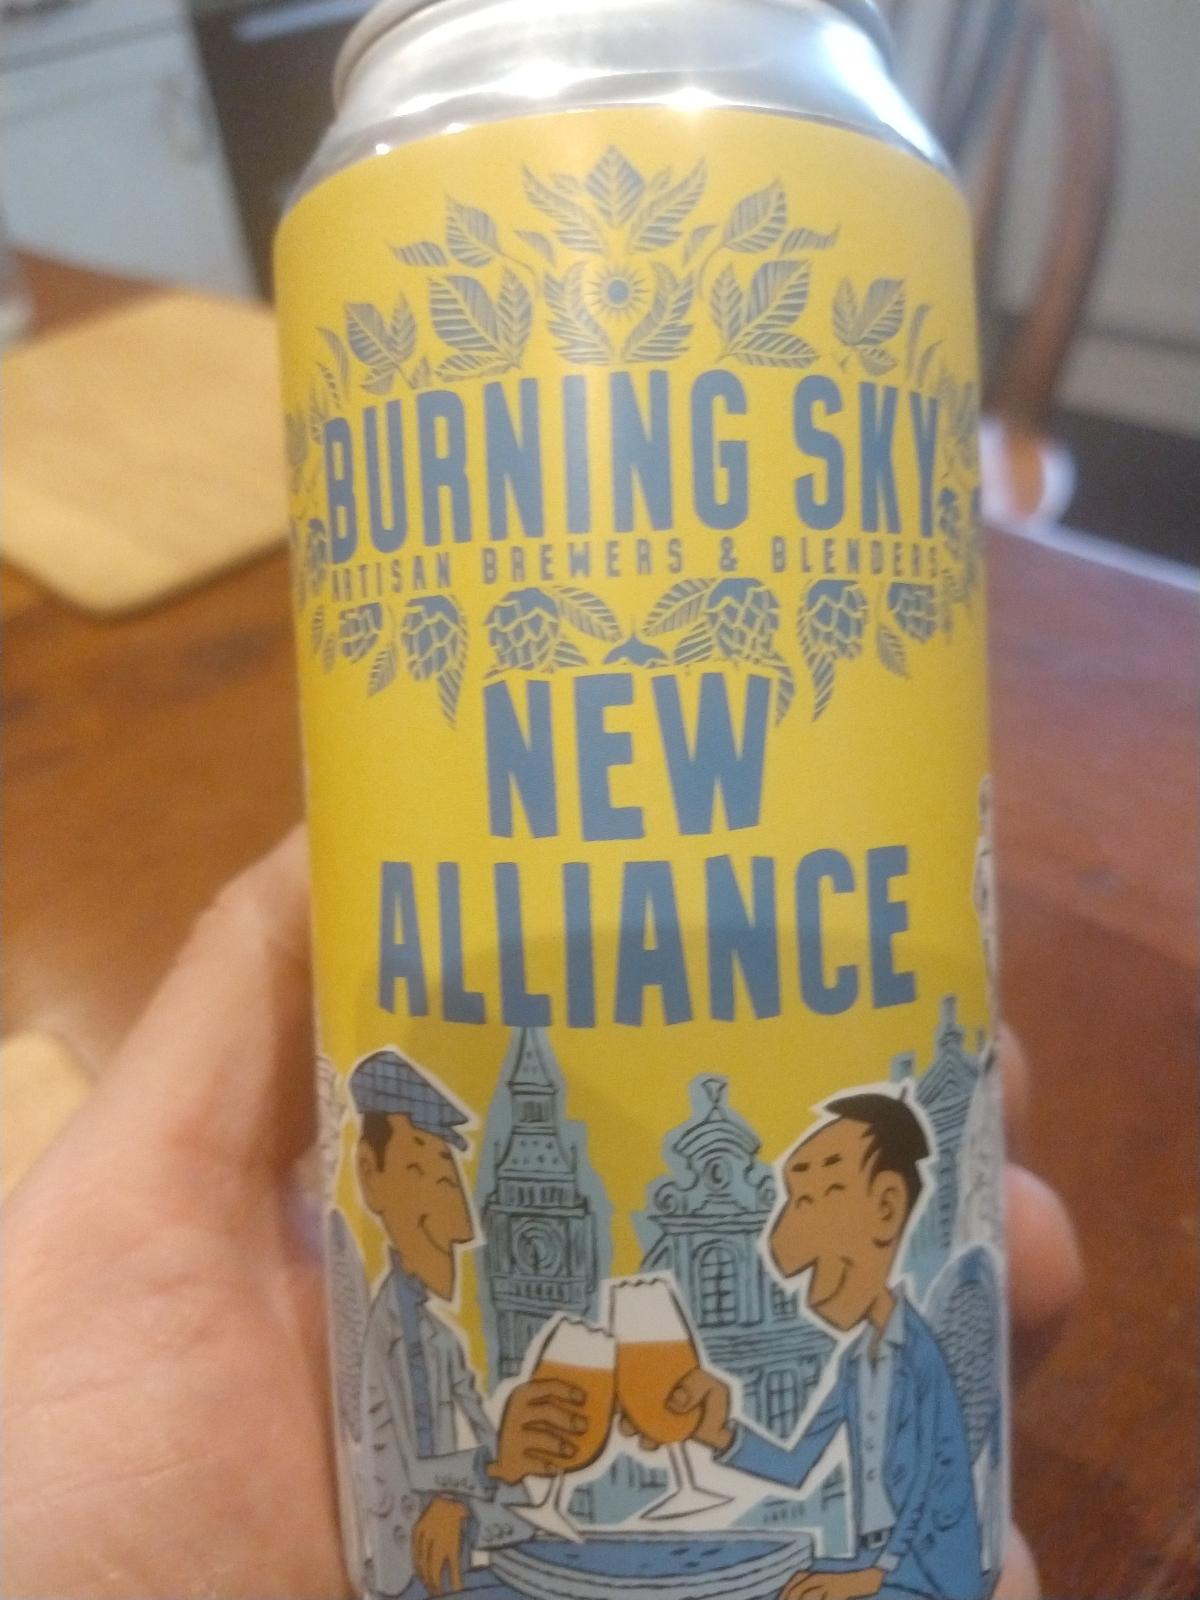 BURNING SKY
ARTISAN BREWERS & BLENDERS
NEW
ALLIANCE